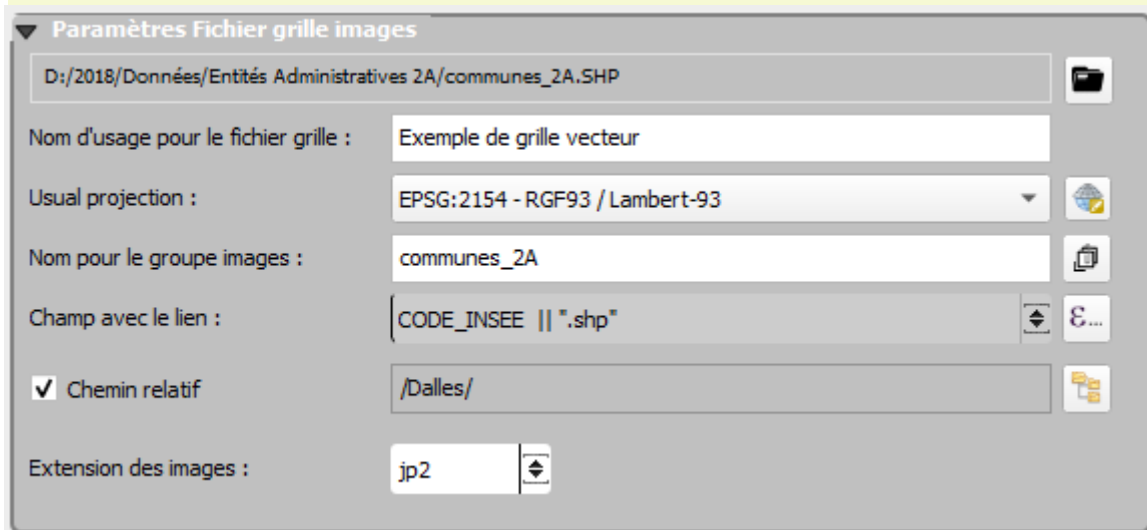 Paramètres Fichier grille images
D:/2018/Données/Entités Administratives 2A/communes_2A.SHP
Nom d'usage pour le fichier grille : Exemple de grille vecteur
Usual projection : EPSG:2154 - RGF93 / Lambert-93
Nom pour le groupe images : communes_2A
Champ avec le lien : CODE_INSEE || ".shp" ε...
Chemin relatif /Dalles/
Extension des images : jp2